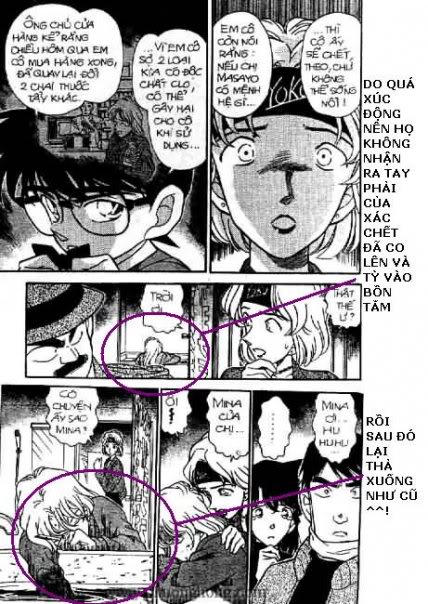 ÔNG CHỦ CỦA
HÀNG KỂ RẰNG
CHIỀU HÔM QUA EM
CÓ MUA HÀNG XONG,
ĐÃ QUAY LẠI ĐỔI
2 CHAI THUỐC
TẨY KHÁC.
...VÌ EM CÔ
SỢ 2 LOẠI
KIA CÓ ĐỘC
CHẤT CLO,
CÓ THỂ
GÂY HẠI
CHO CÔ
KHI SỬ
DỤNG...
EM CÔ
CÒN NÓI
RẰNG :
NẾU CHỊ
MASAYO
CÓ MỆNH
HỆ GÌ...
...THÌ
CÔ ẤY
SẼ CHẾT
THEO, CHỨ
KHÔNG
THỂ SỐNG
NỔI !
YOKO
DO QUÁ
XÚC
ĐỘNG
NÊN HỌ
KHÔNG
NHẬN
RA TAY
PHẢI
CỦA
XÁC
CHẾT
ĐÃ CO
LÊN VÀ
TỲ VÀO
BỒN
TẮM
TRỜI
ƠI
THẬT
THẾ
Ư ?
CÓ
CHUYỆN
ẤY SAO
MINA ?
ÔI
MINA
CỦA
CHỊ...
MINA
ƠI...
HU
HUHU...
RỒI
SAU ĐÓ
LẠI
THẢ
XUỐNG
NHƯ CŨ
^^!